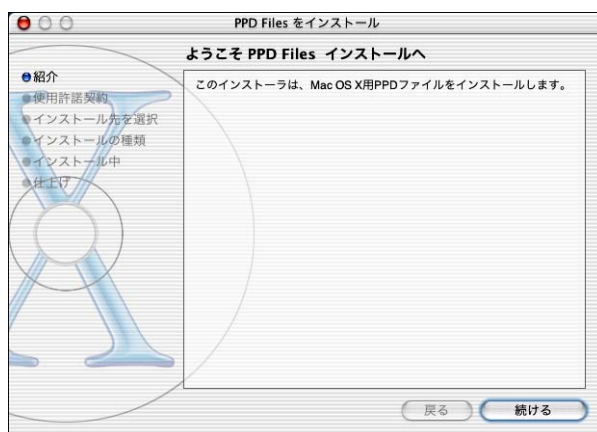 PPD Files をインストール
ようこそ PPD Files インストールへ
紹介
使用許諾契約
インストール先を選択
インストールの種類
インストール中
仕上げ
このインストーラは、Mac OS X用PPDファイルをインストールします。
戻る
続ける